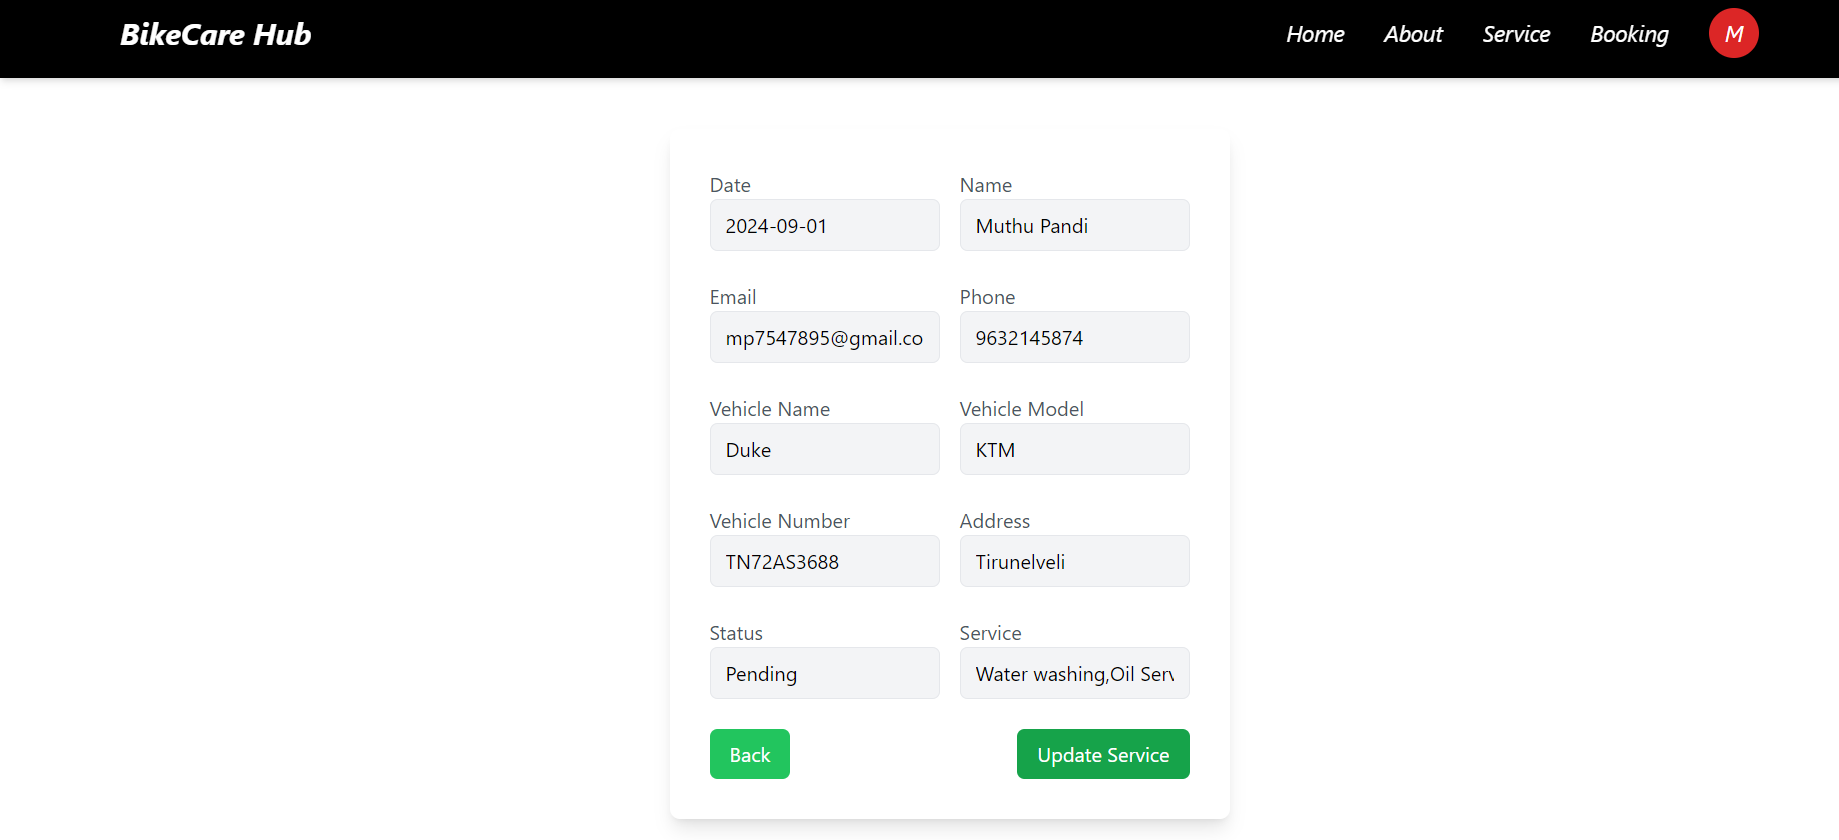 BikeCare Hub
Home About Service Booking M
Date Name
2024-09-01 Muthu Pandi
Email Phone
mp7547895@gmail.co 9632145874
Vehicle Name Vehicle Model
Duke KTM
Vehicle Number Address
TN72AS3688 Tirunelveli
Status Service
Pending Water washing,Oil Serv
Back Update Service